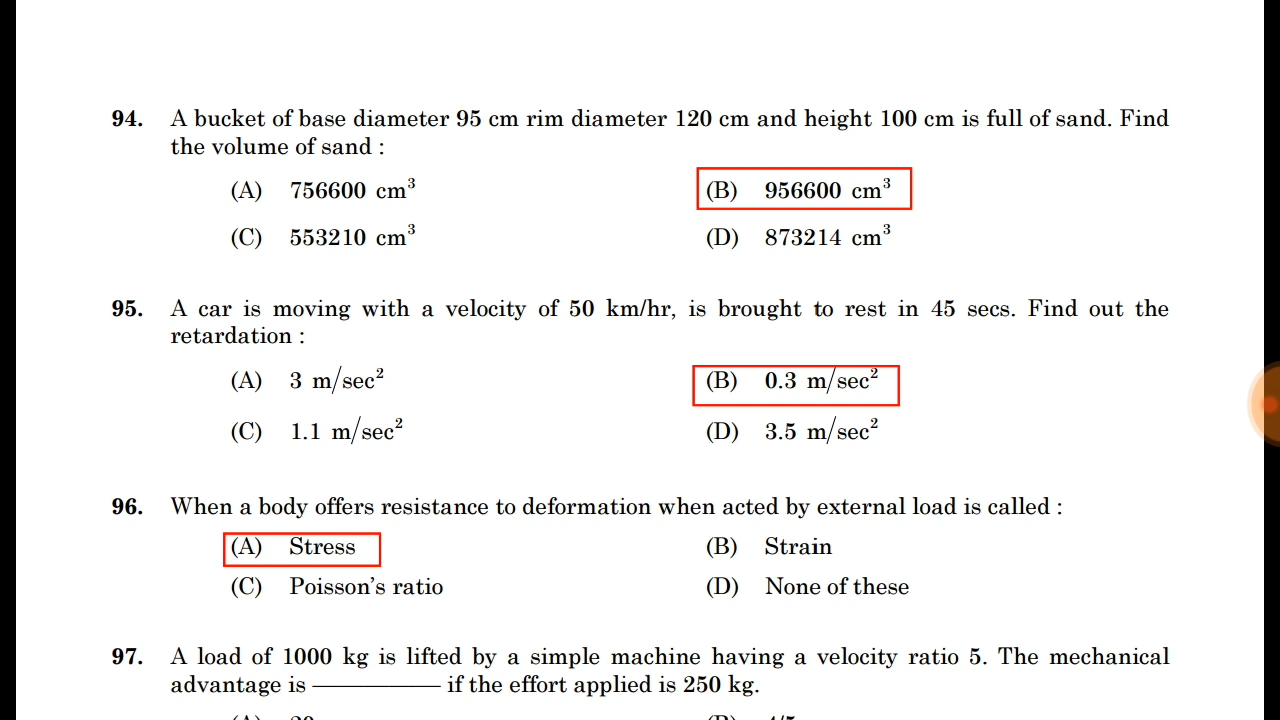 94. A bucket of base diameter 95 cm rim diameter 120 cm and height 100 cm is full of sand. Find
the volume of sand :
(A) 756600 cm³ (B) 956600 cm³
(C) 553210 cm³ (D) 873214 cm³
95. A car is moving with a velocity of 50 km/hr, is brought to rest in 45 secs. Find out the
retardation :
(A) 3 m/sec² (B) 0.3 m/sec²
(C) 1.1 m/sec² (D) 3.5 m/sec²
96. When a body offers resistance to deformation when acted by external load is called :
(A) Stress (B) Strain
(C) Poisson's ratio (D) None of these
97. A load of 1000 kg is lifted by a simple machine having a velocity ratio 5. The mechanical
advantage is ————— if the effort applied is 250 kg.